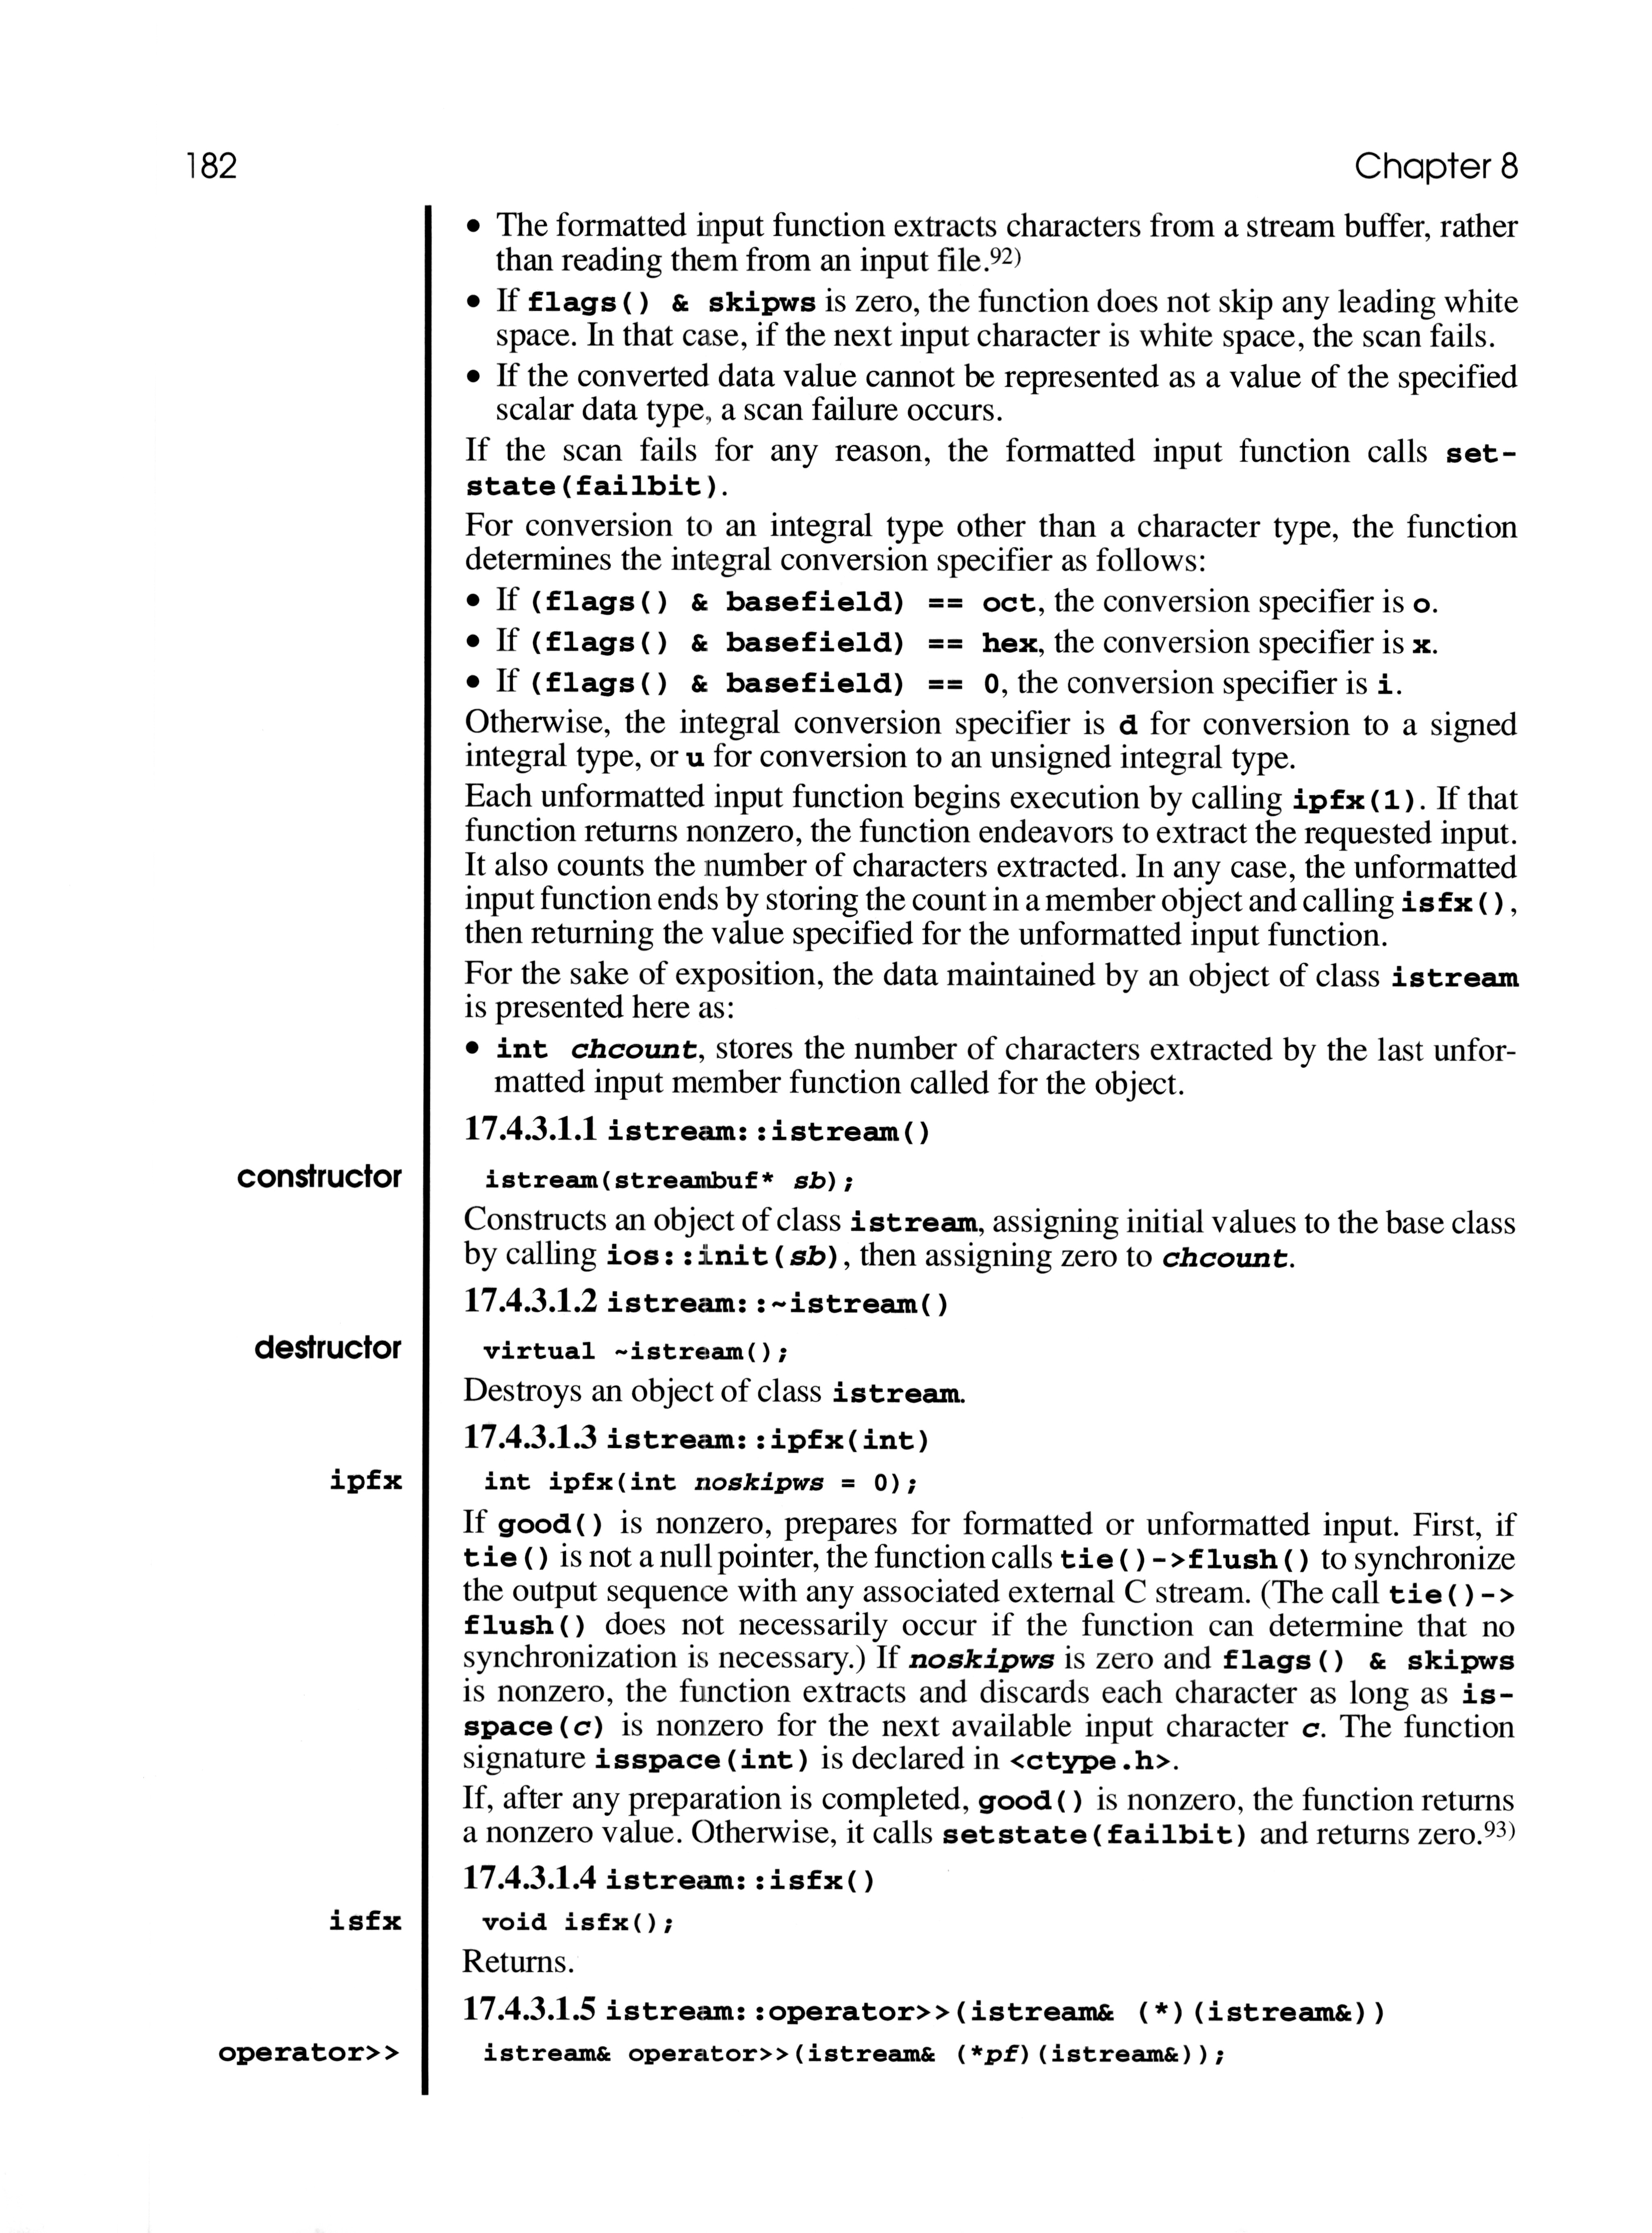 182 Chapter 8
• The formatted input function extracts characters from a stream buffer, rather
than reading them from an input file.92)
• If flags() & skipws is zero, the function does not skip any leading white
space. In that case, if the next input character is white space, the scan fails.
• If the converted data value cannot be represented as a value of the specified
scalar data type, a scan failure occurs.
If the scan fails for any reason, the formatted input function calls set-
state(failbit).
For conversion to an integral type other than a character type, the function
determines the integral conversion specifier as follows:
• If (flags() & basefield) == oct, the conversion specifier is o.
• If (flags() & basefield) == hex, the conversion specifier is x.
• If (flags() & basefield) == 0, the conversion specifier is i.
Otherwise, the integral conversion specifier is d for conversion to a signed
integral type, or u for conversion to an unsigned integral type.
Each unformatted input function begins execution by calling ipfx(1). If that
function returns nonzero, the function endeavors to extract the requested input.
It also counts the number of characters extracted. In any case, the unformatted
input function ends by storing the count in a member object and calling isfx(),
then returning the value specified for the unformatted input function.
For the sake of exposition, the data maintained by an object of class istream
is presented here as:
• int chcount, stores the number of characters extracted by the last unfor-
matted input member function called for the object.
17.4.3.1.1 istream::istream()
constructor istream(streambuf* sb);
Constructs an object of class istream, assigning initial values to the base class
by calling ios::init(sb), then assigning zero to chcount.
17.4.3.1.2 istream::~istream()
destructor virtual ~istream();
Destroys an object of class istream.
17.4.3.1.3 istream::ipfx(int)
ipfx int ipfx(int noskipws = 0);
If good() is nonzero, prepares for formatted or unformatted input. First, if
tie() is not a null pointer, the function calls tie()->flush() to synchronize
the output sequence with any associated external C stream. (The call tie()->
flush() does not necessarily occur if the function can determine that no
synchronization is necessary.) If noskipws is zero and flags() & skipws
is nonzero, the function extracts and discards each character as long as is-
space(c) is nonzero for the next available input character c. The function
signature isspace(int) is declared in <ctype.h>.
If, after any preparation is completed, good() is nonzero, the function returns
a nonzero value. Otherwise, it calls setstate(failbit) and returns zero.93)
17.4.3.1.4 istream::isfx()
isfx void isfx();
Returns.
17.4.3.1.5 istream::operator>>(istream& (*)(istream&))
operator>> istream& operator>>(istream& (*pf)(istream&));